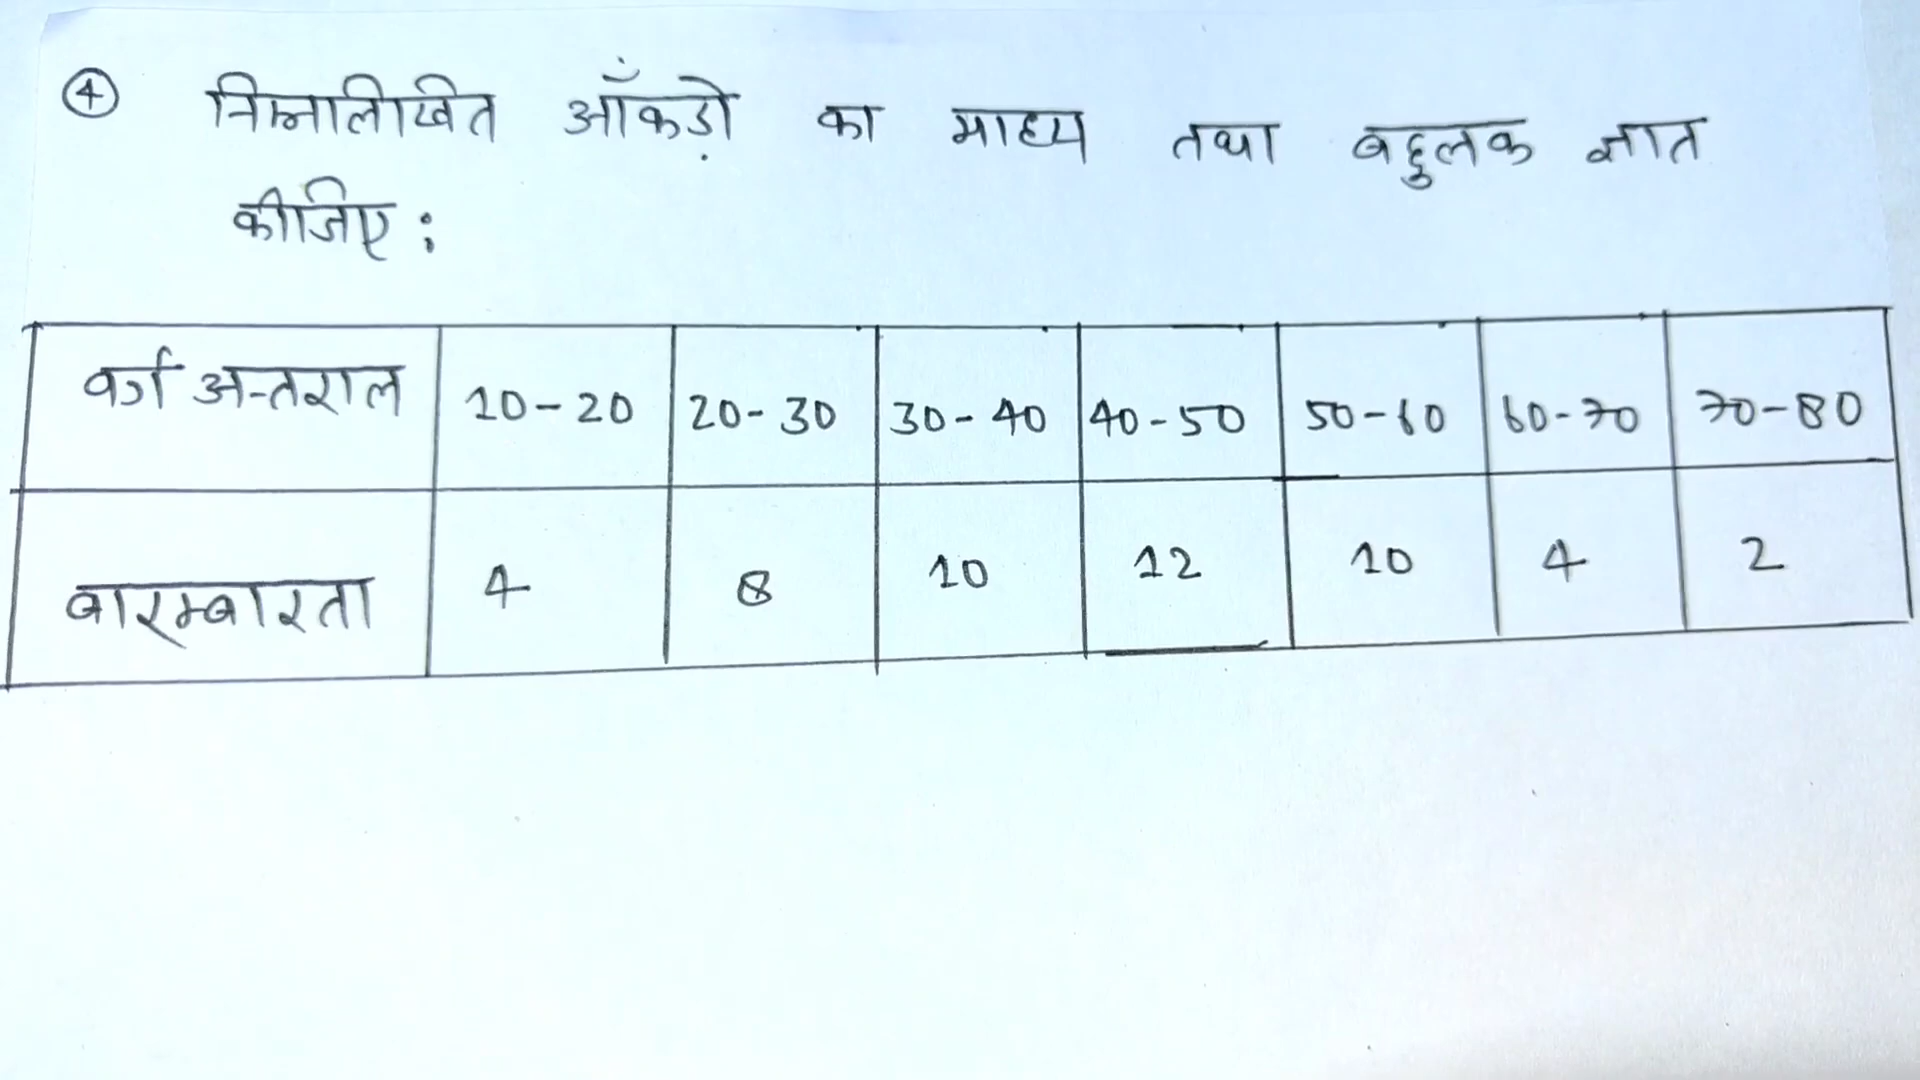 ④ निम्नलिखित आँकड़ों का माध्य तथा बहुलक ज्ञात
कीजिए :
वर्ग अन्तराल 10-20 20-30 30-40 40-50 50-60 60-70 70-80
बारम्बारता 4 8 10 12 10 4 2